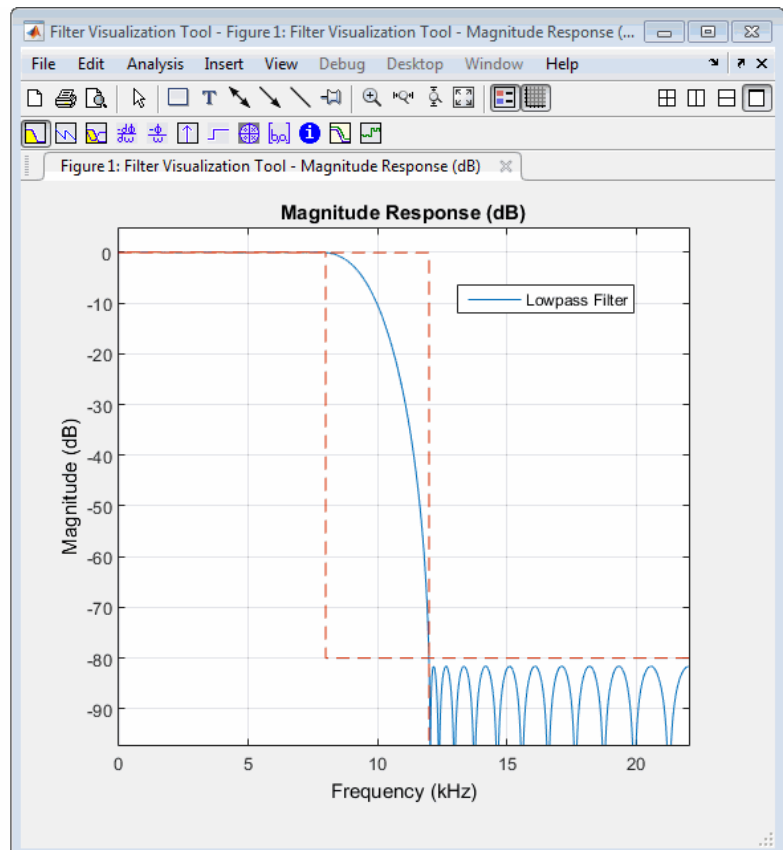 Filter Visualization Tool - Figure 1: Filter Visualization Tool - Magnitude Response (...
File Edit Analysis Insert View Debug Desktop Window Help
T
[b,a]
i
Figure 1: Filter Visualization Tool - Magnitude Response (dB)
Magnitude Response (dB)
Lowpass Filter
Magnitude (dB)
0
-10
-20
-30
-40
-50
-60
-70
-80
-90
0 5 10 15 20
Frequency (kHz)